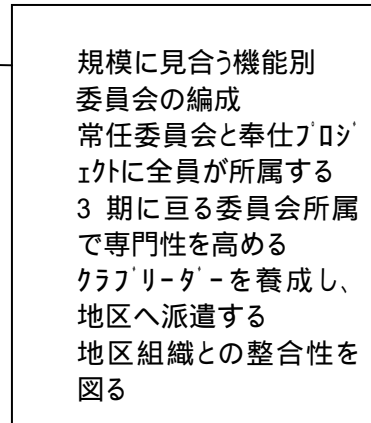 規模に見合う機能別
委員会の編成
常任委員会と奉仕ﾌﾟﾛｼﾞ
ｪｸﾄに全員が所属する
3 期に亘る委員会所属
で専門性を高める
ｸﾗﾌﾞﾘｰﾀﾞｰを養成し、
地区へ派遣する
地区組織との整合性を
図る